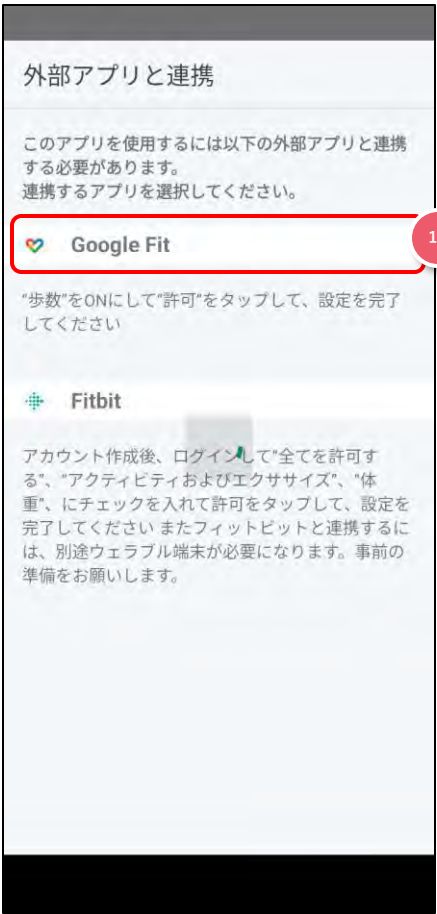 外部アプリと連携
このアプリを使用するには以下の外部アプリと連携
する必要があります。
連携するアプリを選択してください。
Google Fit
1
"歩数"をONにして"許可"をタップして、設定を完了
してください
Fitbit
アカウント作成後、ログインして"全てを許可す
る"、"アクティビティおよびエクササイズ"、"体
重"、にチェックを入れて許可をタップして、設定を
完了してください またフィットビットと連携するに
は、別途ウェラブル端末が必要になります。事前の
準備をお願いします。